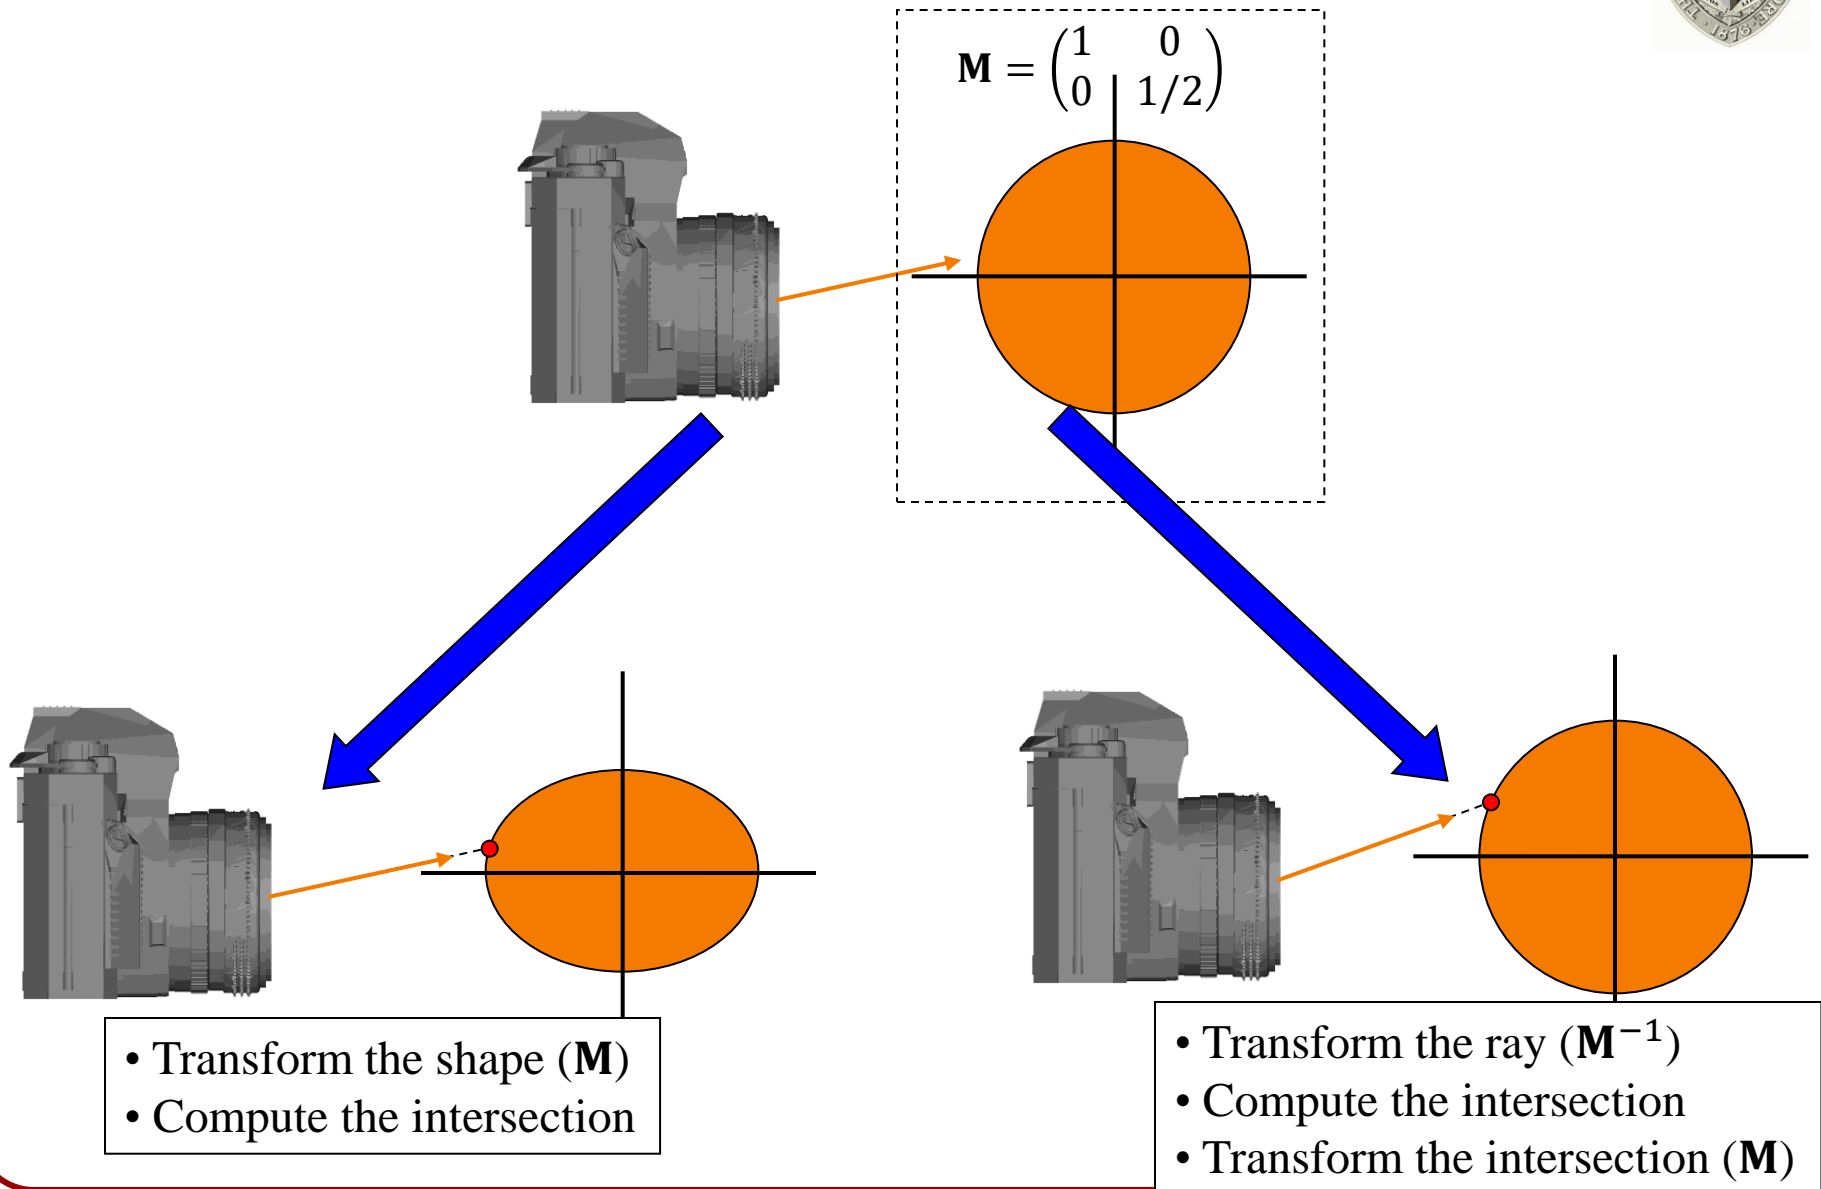 M = (1 0
0 1/2)
1876
• Transform the shape (M)
• Compute the intersection
• Transform the ray (M⁻¹)
• Compute the intersection
• Transform the intersection (M)